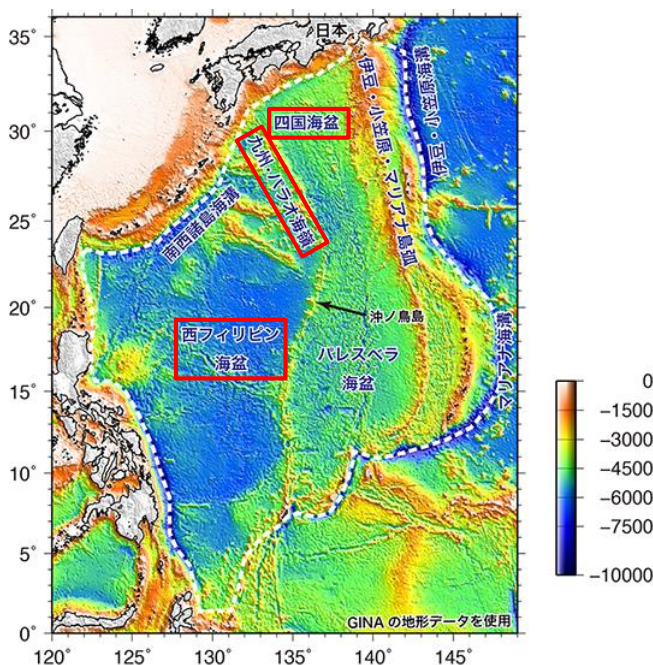 35°
30°
25°
20°
15°
10°
5°
0°
120
125
130
135
140
145
日本
四国海盆
九州・パラオ海嶺
伊豆・小笠原・マリアナ島弧
伊豆・小笠原海溝
南西諸島海溝
沖ノ鳥島
西フィリピン
海盆
パレスベラ
海盆
マリアナ海溝
GINA の地形データを使用
0
−1500
−3000
−4500
−6000
−7500
−10000